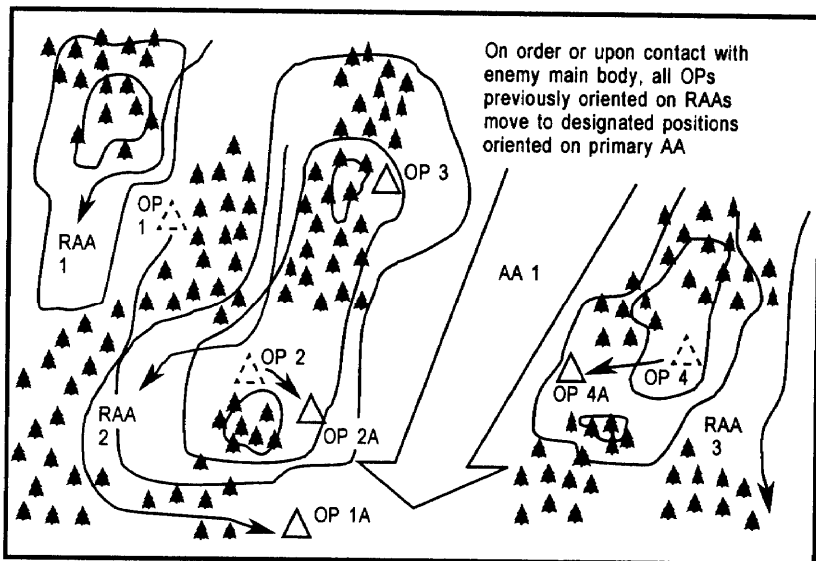 On order or upon contact with
enemy main body, all OPs
previously oriented on RAAs
move to designated positions
oriented on primary AA
OP 3
OP
1
RAA
1
AA 1
OP 2
OP 4
OP 4A
RAA
2
OP 2A
RAA
3
OP 1A